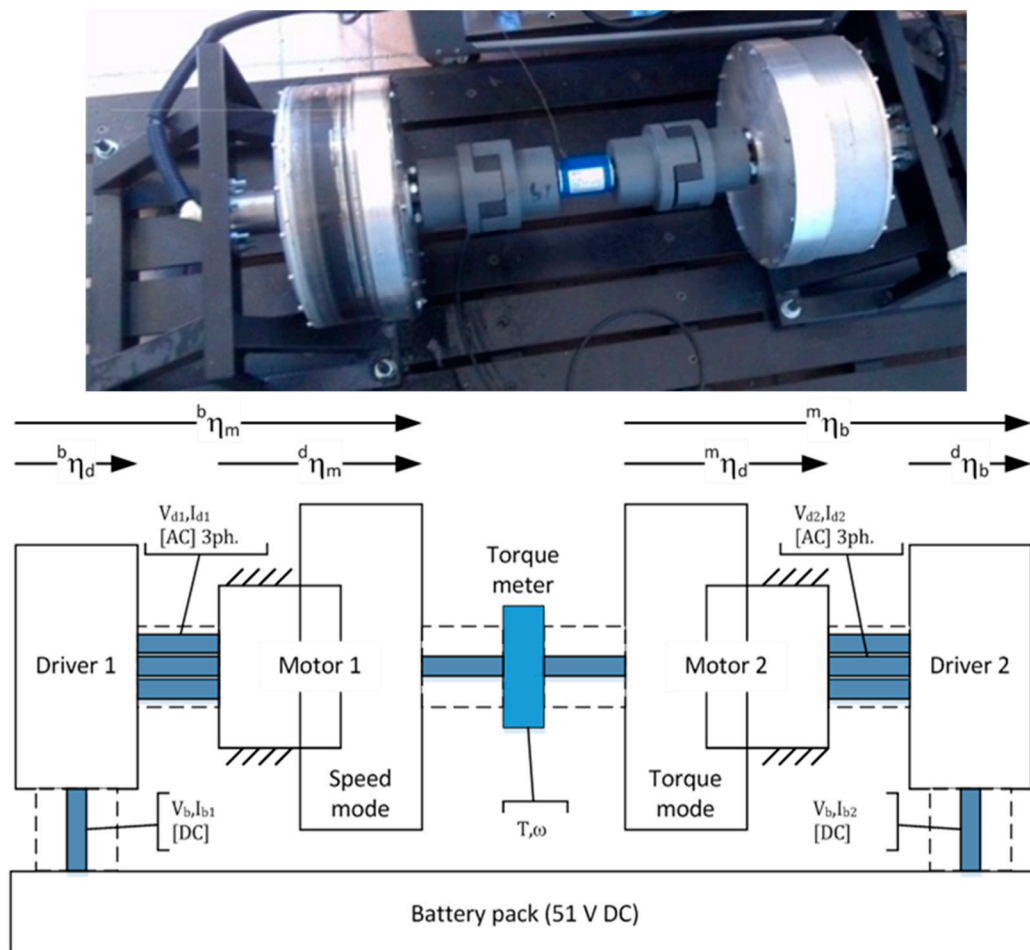 bηm
mηb
bηd
dηm
mηd
dηb
Vd1,Id1
[AC] 3ph.
Vd2,Id2
[AC] 3ph.
Torque
meter
Driver 1
Motor 1
Motor 2
Driver 2
Speed
mode
Torque
mode
Vb,Ib1
[DC]
T,ω
Vb,Ib2
[DC]
Battery pack (51 V DC)